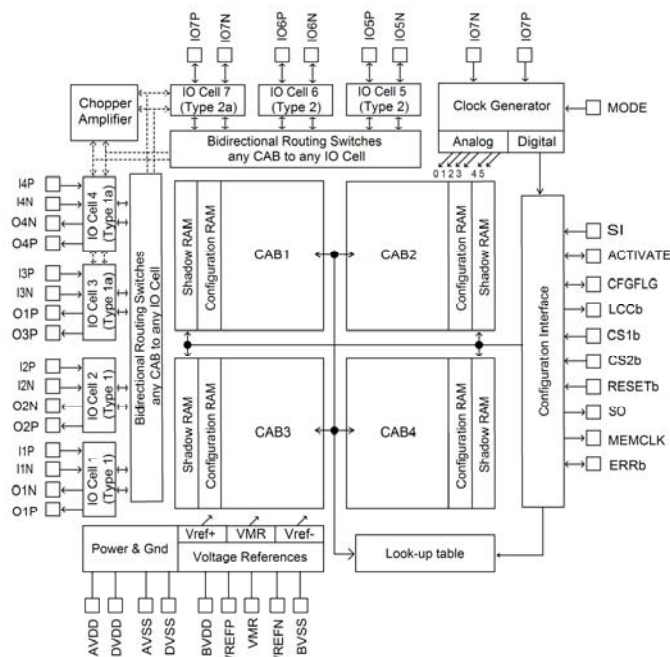 IO7P
IO7N
IO6P
IO6N
IO5P
IO5N
IO7N
IO7P
Chopper
Amplifier
IO Cell 7
(Type 2a)
IO Cell 6
(Type 2)
IO Cell 5
(Type 2)
Clock Generator
Analog
Digital
MODE
Bidirectional Routing Switches
any CAB to any IO Cell
0 1 2 3 4 5
I4P
I4N
O4N
O4P
IO Cell 4
(Type 1a)
I3P
I3N
O1P
O3P
IO Cell 3
(Type 1a)
I2P
I2N
O2N
O2P
IO Cell 2
(Type 1)
I1P
I1N
O1N
O1P
IO Cell 1
(Type 1)
Bidirectional Routing Switches
any CAB to any IO Cell
Shadow RAM
Configuration RAM
CAB1
CAB2
Configuration RAM
Shadow RAM
Shadow RAM
Configuration RAM
CAB3
CAB4
Configuration RAM
Shadow RAM
Configuration Interface
SI
ACTIVATE
CFGFLG
LCCb
CS1b
CS2b
RESETb
SO
MEMCLK
ERRb
Power & Gnd
Vref+
VMR
Vref-
Voltage References
Look-up table
AVDD
DVDD
AVSS
DVSS
BVDD
VREFP
VMR
VREFN
BVSS